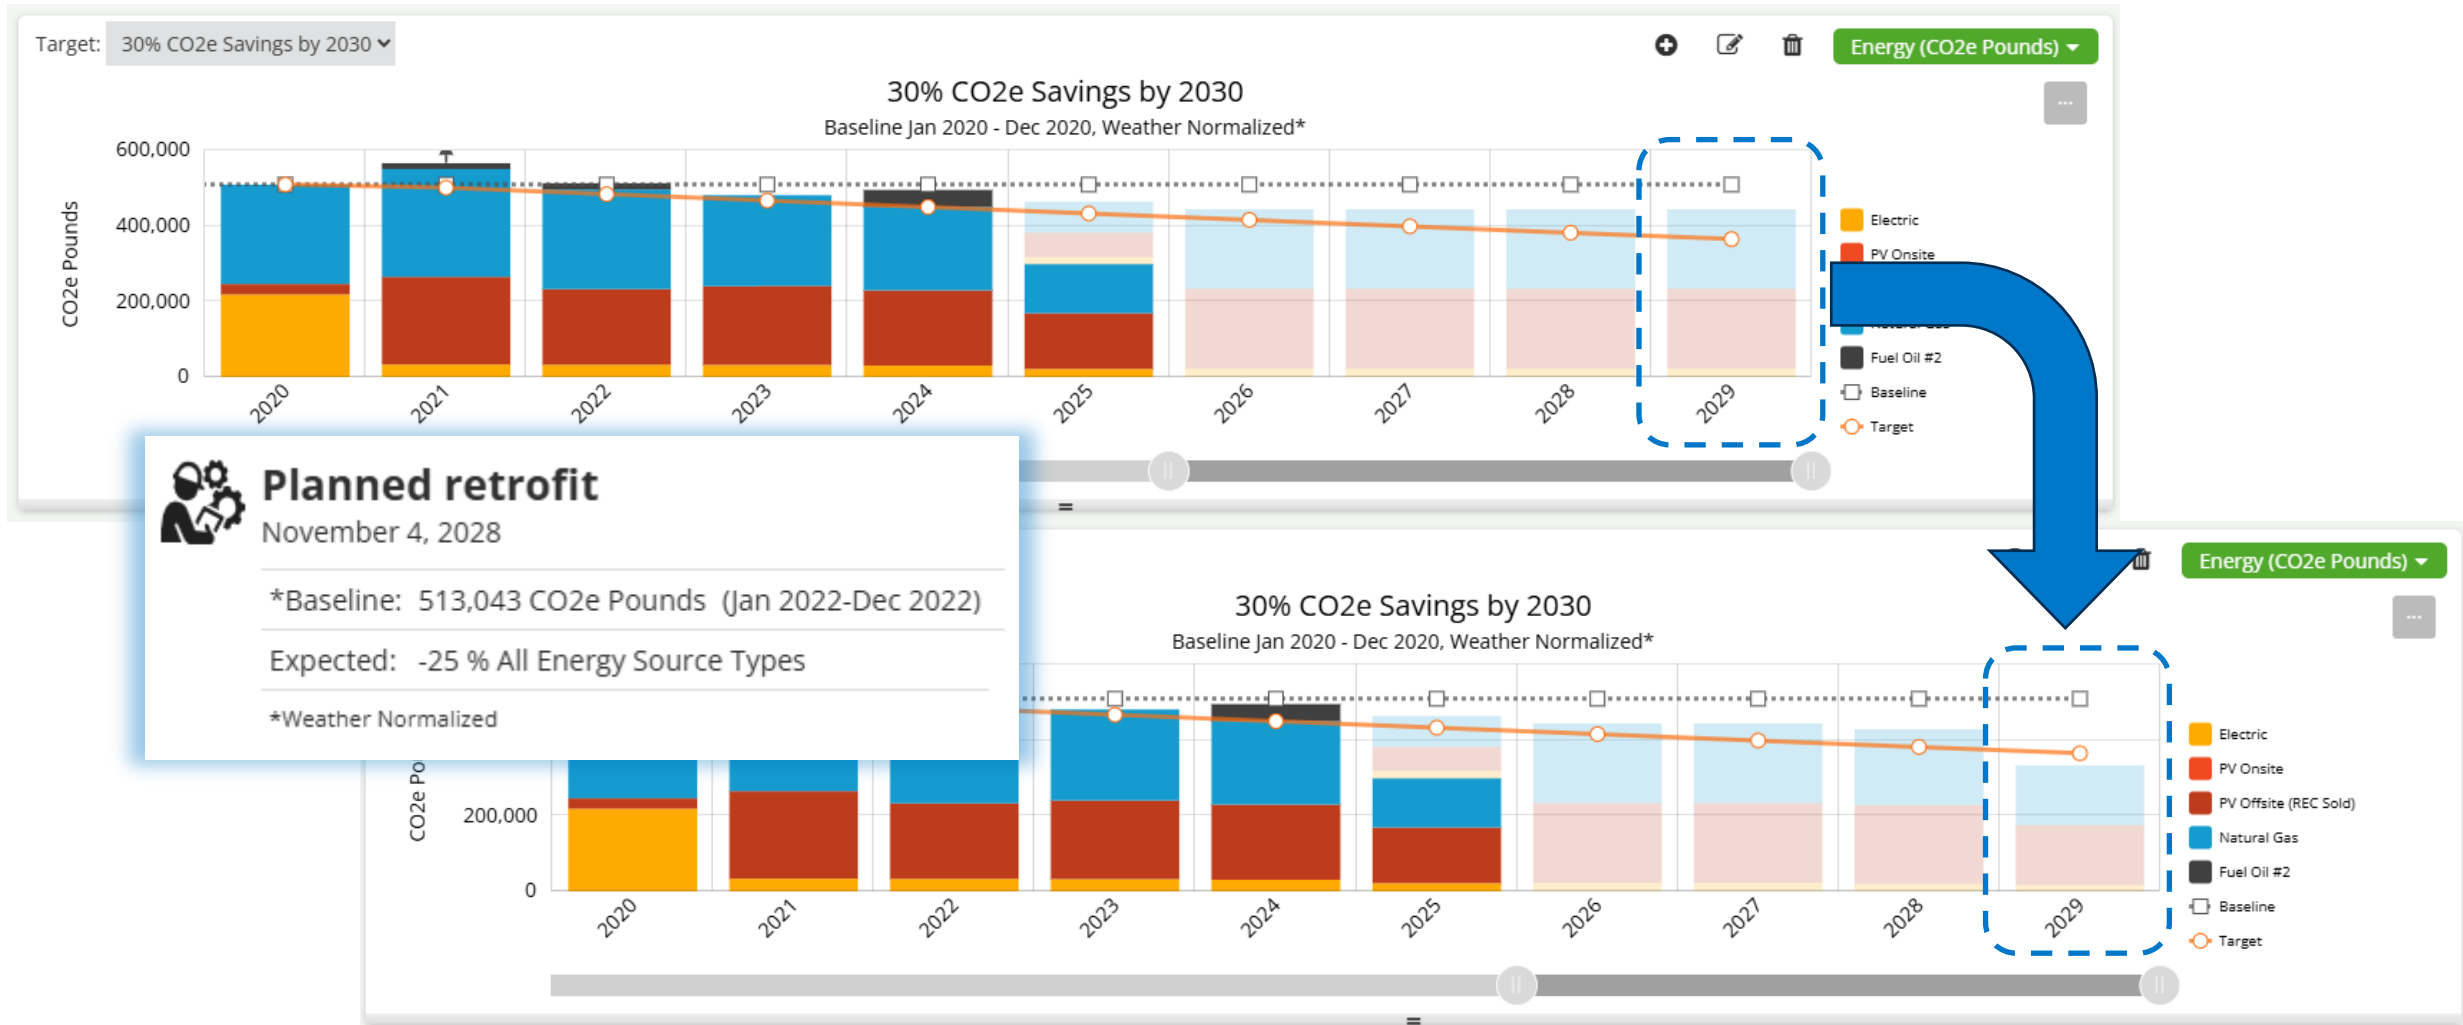 Target: 30% CO2e Savings by 2030
Energy (CO2e Pounds)
30% CO2e Savings by 2030
Baseline Jan 2020 - Dec 2020, Weather Normalized*
...
CO2e Pounds
600,000
400,000
200,000
0
2020
2021
2022
2023
2024
2025
2026
2027
2028
2029
Electric
PV Onsite
Fuel Oil #2
Baseline
Target
Planned retrofit
November 4, 2028
*Baseline: 513,043 CO2e Pounds (Jan 2022-Dec 2022)
Expected: -25 % All Energy Source Types
*Weather Normalized
Energy (CO2e Pounds)
30% CO2e Savings by 2030
Baseline Jan 2020 - Dec 2020, Weather Normalized*
...
CO2e Po
200,000
0
2020
2021
2022
2023
2024
2025
2026
2027
2028
2029
Electric
PV Onsite
PV Offsite (REC Sold)
Natural Gas
Fuel Oil #2
Baseline
Target